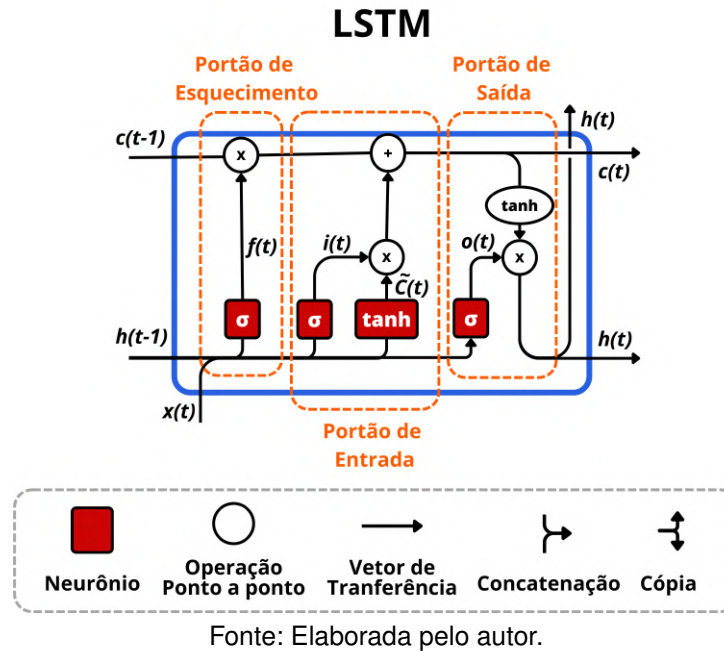 LSTM
Portão de
Esquecimento
Portão de
Saída
c(t-1)
h(t)
x
+
c(t)
tanh
f(t)
i(t)
o(t)
x
x
C̃(t)
σ
σ
tanh
σ
h(t-1)
h(t)
x(t)
Portão de
Entrada
Neurônio
Operação
Ponto a ponto
Vetor de
Tranferência
Concatenação
Cópia
Fonte: Elaborada pelo autor.